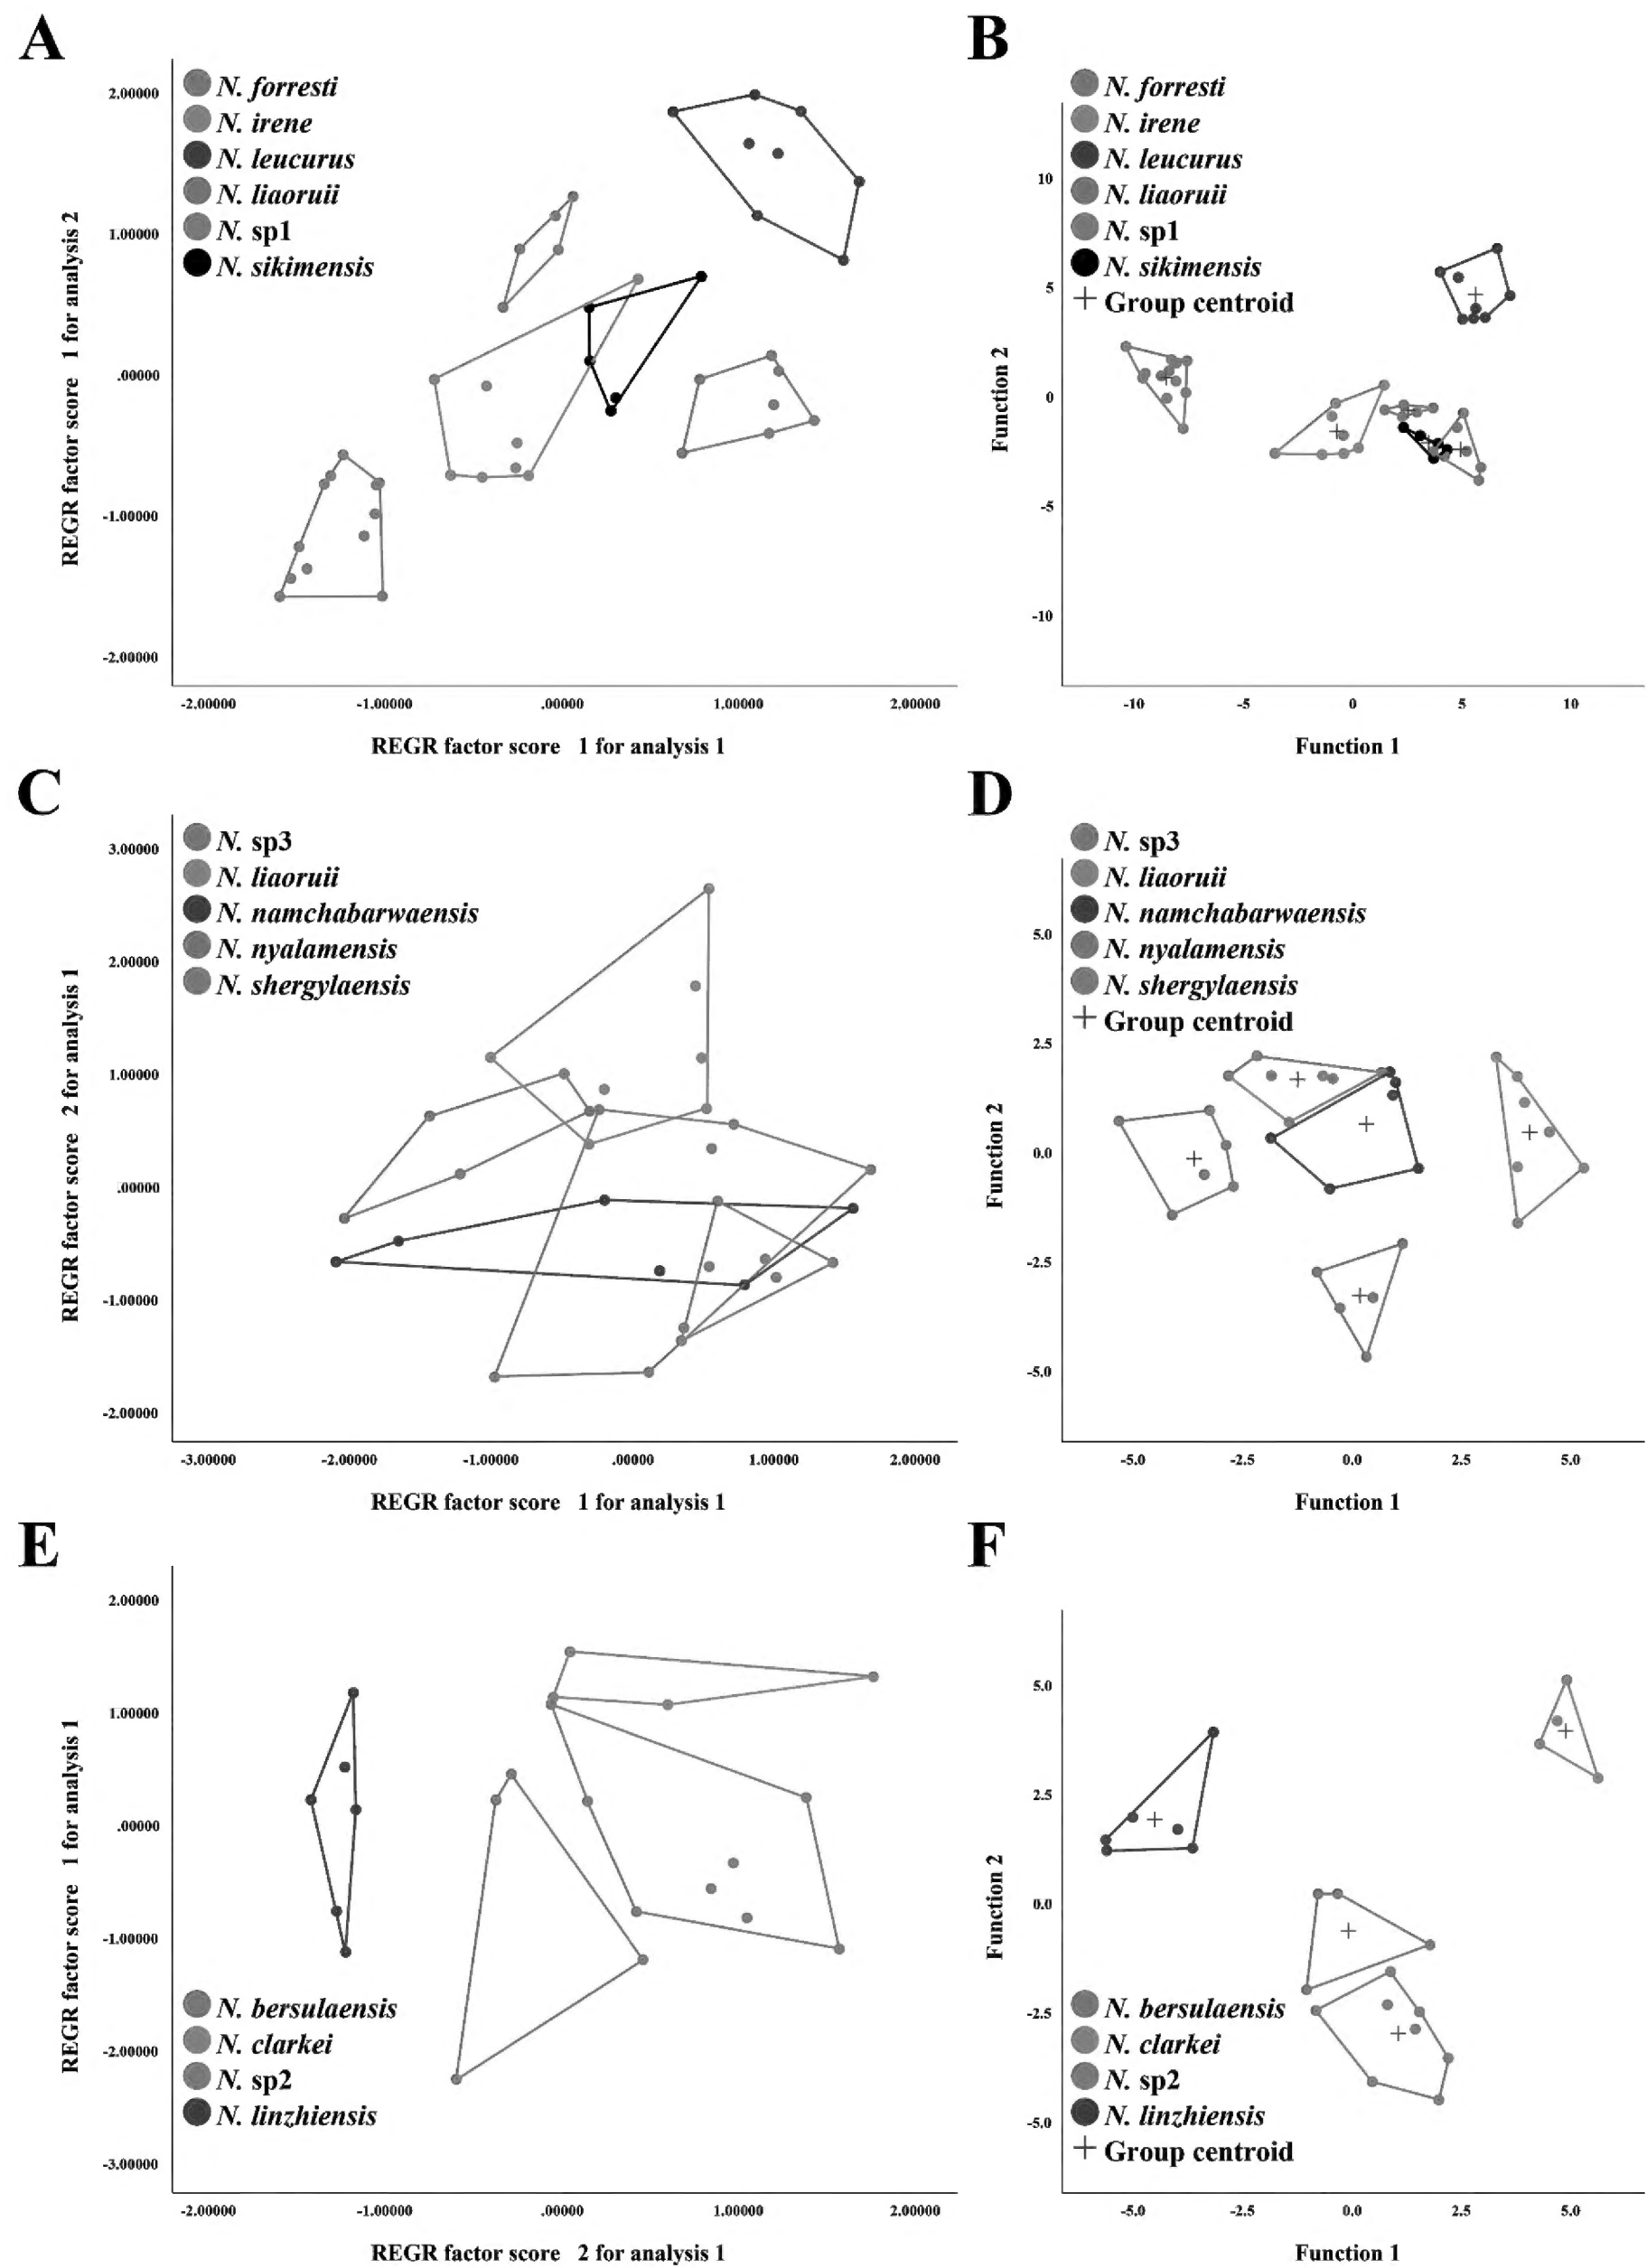 A
N. forresti
N. irene
N. leucurus
N. liaoruii
N. sp1
N. sikimensis
2.00000
1.00000
.00000
-1.00000
-2.00000
REGR factor score 1 for analysis 2
-2.00000 -1.00000 .00000 1.00000 2.00000
REGR factor score 1 for analysis 1
B
N. forresti
N. irene
N. leucurus
N. liaoruii
N. sp1
N. sikimensis
Group centroid
10
5
0
-5
-10
Function 2
-10 -5 0 5 10
Function 1
C
N. sp3
N. liaoruii
N. namchabarwaensis
N. nyalamensis
N. shergylaensis
3.00000
2.00000
1.00000
.00000
-1.00000
-2.00000
REGR factor score 2 for analysis 1
-3.00000 -2.00000 -1.00000 .00000 1.00000 2.00000
REGR factor score 1 for analysis 1
D
N. sp3
N. liaoruii
N. namchabarwaensis
N. nyalamensis
N. shergylaensis
Group centroid
5.0
2.5
0.0
-2.5
-5.0
Function 2
-5.0 -2.5 0.0 2.5 5.0
Function 1
E
2.00000
1.00000
.00000
-1.00000
-2.00000
-3.00000
REGR factor score 1 for analysis 1
N. bersulaensis
N. clarkei
N. sp2
N. linzhiensis
-2.00000 -1.00000 .00000 1.00000 2.00000
REGR factor score 2 for analysis 1
F
5.0
2.5
0.0
-2.5
-5.0
Function 2
N. bersulaensis
N. clarkei
N. sp2
N. linzhiensis
Group centroid
-5.0 -2.5 0.0 2.5 5.0
Function 1